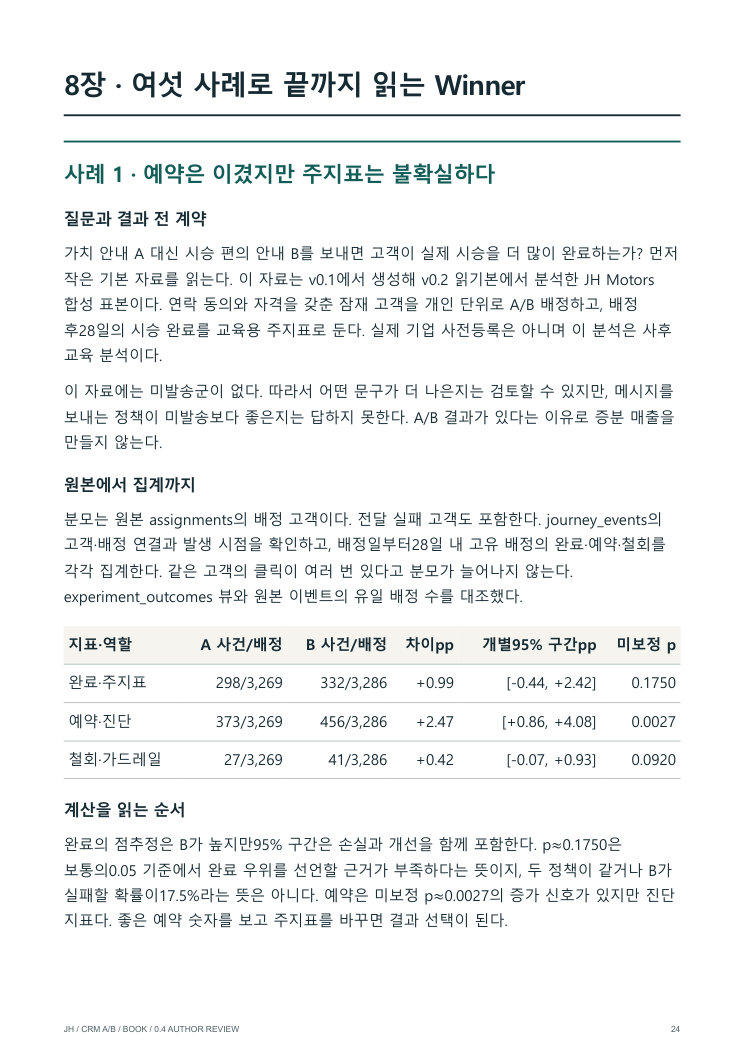 8장 · 여섯 사례로 끝까지 읽는 Winner
사례 1 · 예약은 이겼지만 주지표는 불확실하다
질문과 결과 전 계약
가치 안내 A 대신 시승 편의 안내 B를 보내면 고객이 실제 시승을 더 많이 완료하는가? 먼저
작은 기본 자료를 읽는다. 이 자료는 v0.1에서 생성해 v0.2 읽기본에서 분석한 JH Motors
합성 표본이다. 연락 동의와 자격을 갖춘 잠재 고객을 개인 단위로 A/B 배정하고, 배정
후28일의 시승 완료를 교육용 주지표로 둔다. 실제 기업 사전등록은 아니며 이 분석은 사후
교육 분석이다.
이 자료에는 미발송군이 없다. 따라서 어떤 문구가 더 나은지는 검토할 수 있지만, 메시지를
보내는 정책이 미발송보다 좋은지는 답하지 못한다. A/B 결과가 있다는 이유로 증분 매출을
만들지 않는다.
원본에서 집계까지
분모는 원본 assignments의 배정 고객이다. 전달 실패 고객도 포함한다. journey_events의
고객·배정 연결과 발생 시점을 확인하고, 배정일부터28일 내 고유 배정의 완료·예약·철회를
각각 집계한다. 같은 고객의 클릭이 여러 번 있다고 분모가 늘어나지 않는다.
experiment_outcomes 뷰와 원본 이벤트의 유일 배정 수를 대조했다.
지표·역할 A 사건/배정 B 사건/배정 차이pp 개별95% 구간pp 미보정 p
완료·주지표 298/3,269 332/3,286 +0.99 [-0.44, +2.42] 0.1750
예약·진단 373/3,269 456/3,286 +2.47 [+0.86, +4.08] 0.0027
철회·가드레일 27/3,269 41/3,286 +0.42 [-0.07, +0.93] 0.0920
계산을 읽는 순서
완료의 점추정은 B가 높지만95% 구간은 손실과 개선을 함께 포함한다. p≈0.1750은
보통의0.05 기준에서 완료 우위를 선언할 근거가 부족하다는 뜻이지, 두 정책이 같거나 B가
실패할 확률이17.5%라는 뜻은 아니다. 예약은 미보정 p≈0.0027의 증가 신호가 있지만 진단
지표다. 좋은 예약 숫자를 보고 주지표를 바꾸면 결과 선택이 된다.
JH / CRM A/B / BOOK / 0.4 AUTHOR REVIEW 24